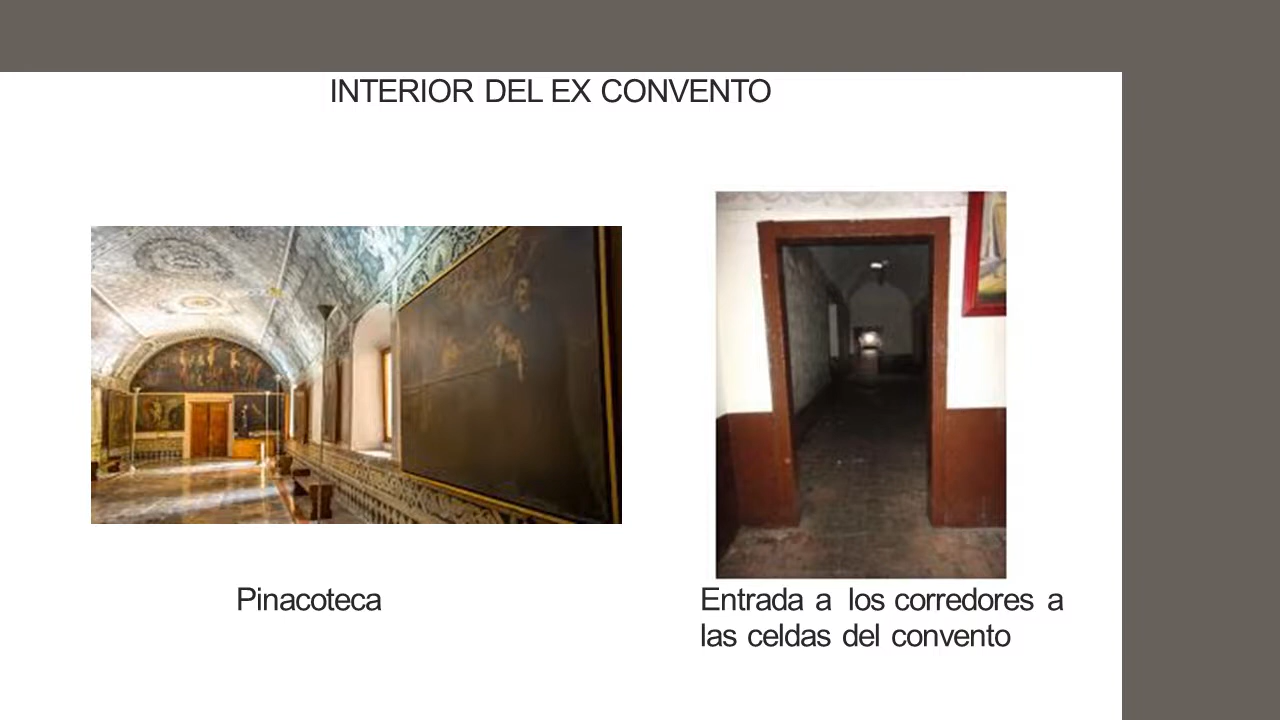 INTERIOR DEL EX CONVENTO
Pinacoteca
Entrada a los corredores a
las celdas del convento